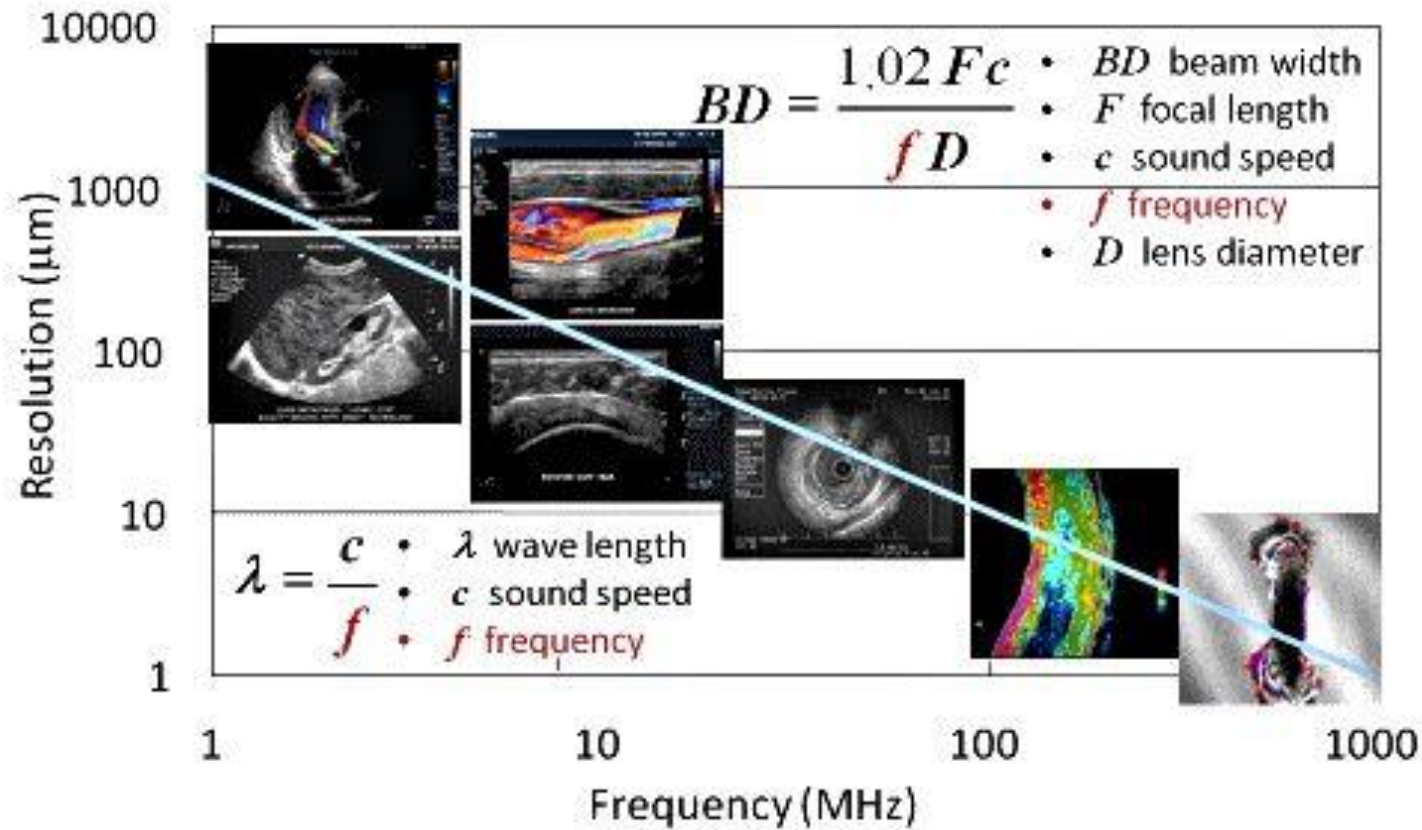 10000
1000
100
10
1
Resolution (μm)
BD = 1.02 F c / f D
• BD beam width
• F focal length
• c sound speed
• f frequency
• D lens diameter
λ = c / f
• λ wave length
• c sound speed
• f frequency
1 10 100 1000
Frequency (MHz)